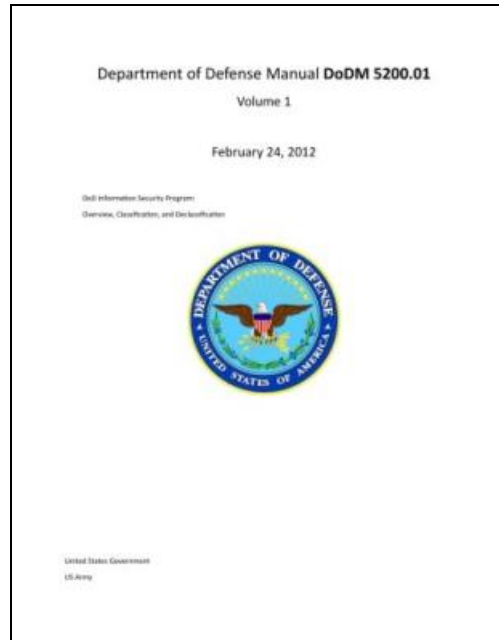 Department of Defense Manual DoDM 5200.01
Volume 1
February 24, 2012
DoD Information Security Program:
Overview, Classification, and Declassification
DEPARTMENT OF DEFENSE
UNITED STATES OF AMERICA
United States Government
US Army